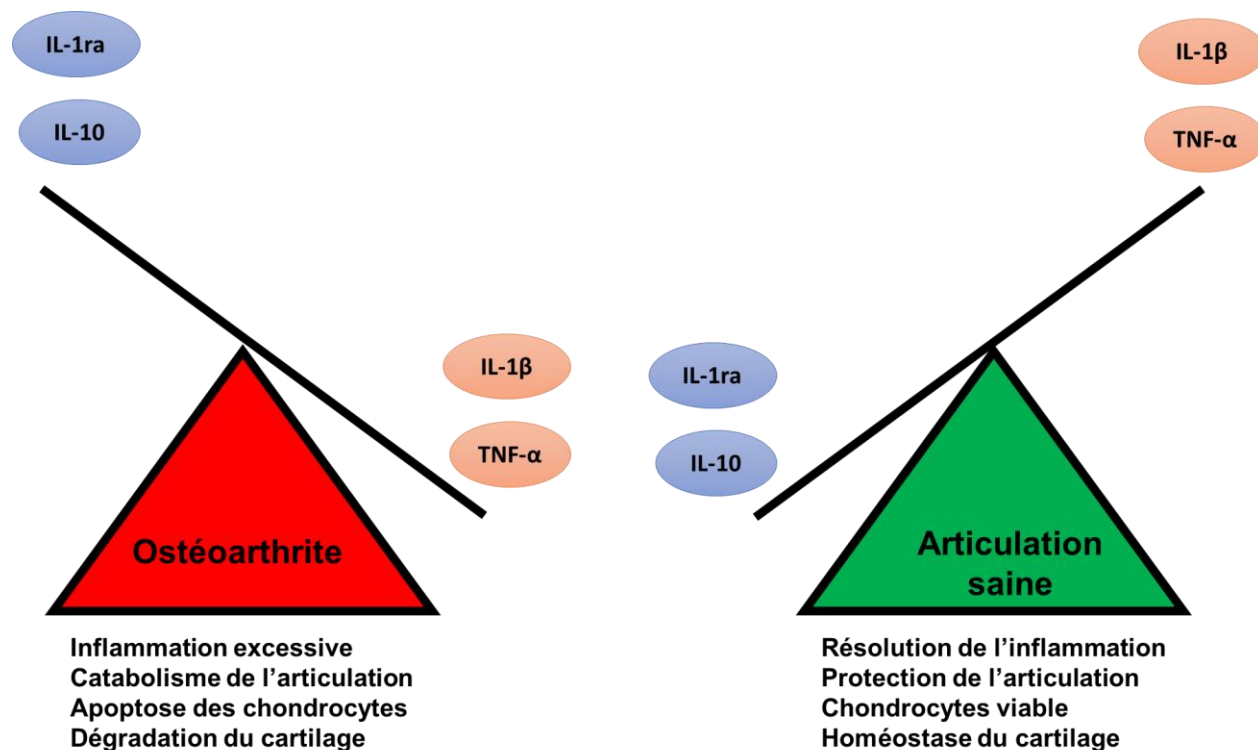 IL-1ra
IL-10
IL-1β
TNF-α
Ostéoarthrite
Inflammation excessive
Catabolisme de l’articulation
Apoptose des chondrocytes
Dégradation du cartilage
IL-1β
TNF-α
IL-1ra
IL-10
Articulation
saine
Résolution de l’inflammation
Protection de l’articulation
Chondrocytes viable
Homéostase du cartilage